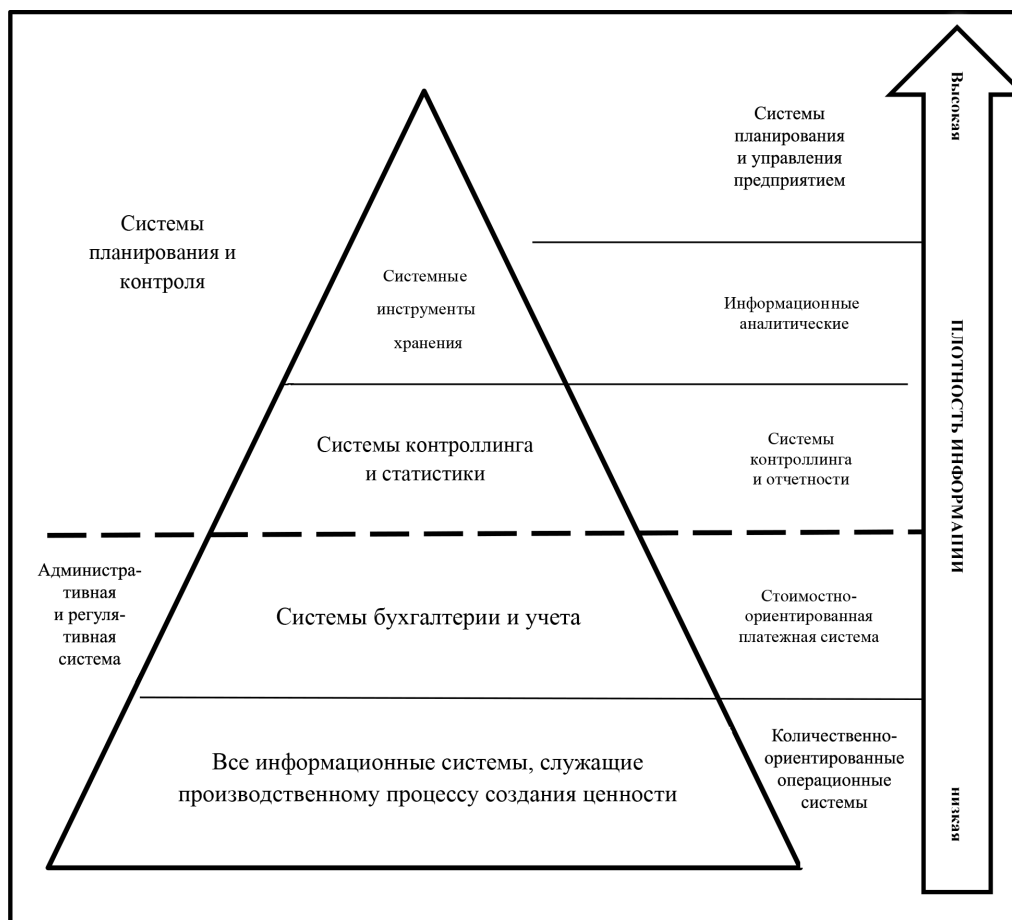 Системы
планирования и
контроля
Системы
планирования
и управления
предприятием
Системные
инструменты
хранения
Информационные
аналитические
Системы контроллинга
и статистики
Системы
контроллинга
и отчетности
Административ-
тивная
и регуля-
тивная
система
Системы бухгалтерии и учета
Стоимостно-
ориентированная
платежная система
Все информационные системы, служащие
производственному процессу создания ценности
Количественно-
ориентированные
операционные
системы
Высокая
ПЛОТНОСТЬ ИНФОРМАЦИИ
низкая